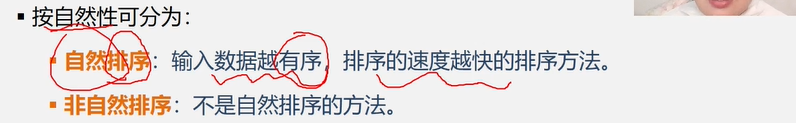 ▪ 按自然性可分为：
▪ 自然排序：输入数据越有序，排序的速度越快的排序方法。
▪ 非自然排序：不是自然排序的方法。